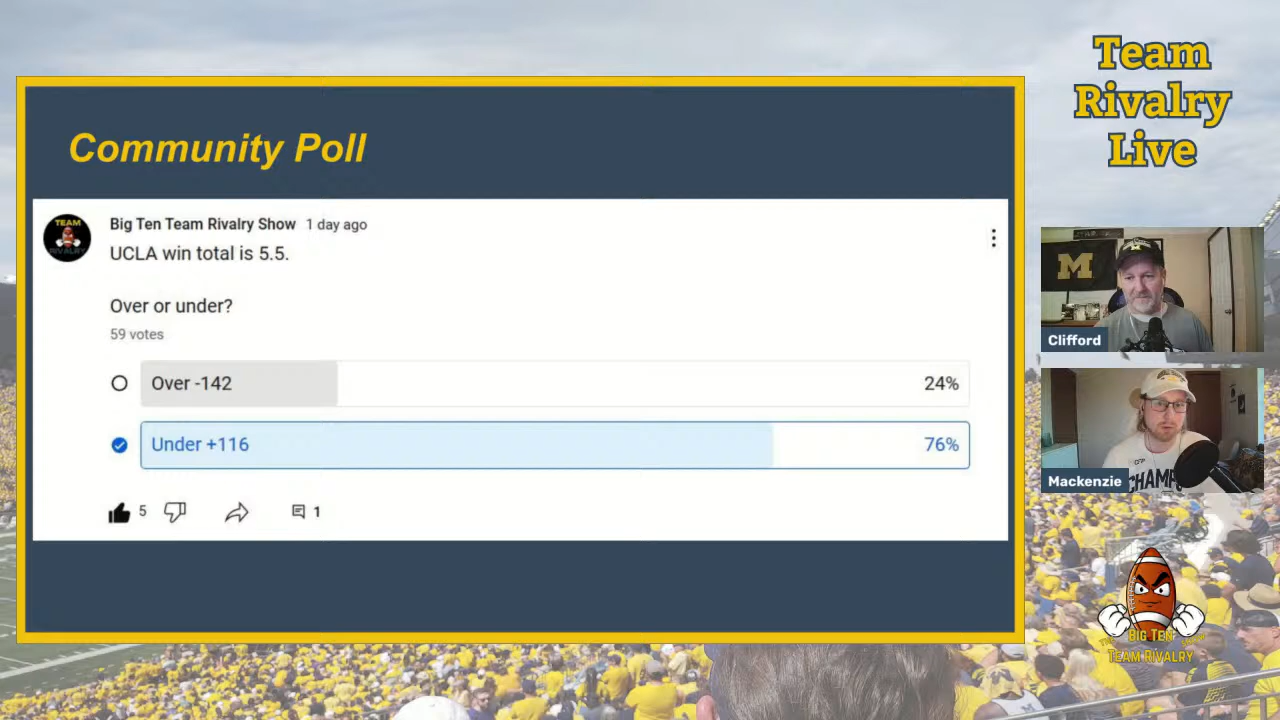 Team
Rivalry
Live
Community Poll
TEAM
RIVALRY
Big Ten Team Rivalry Show 1 day ago
UCLA win total is 5.5.
Over or under?
59 votes
Over -142 24%
Under +116 76%
5 1
M
Clifford
CHAMP
Mackenzie
Big Ten
Team Rivalry